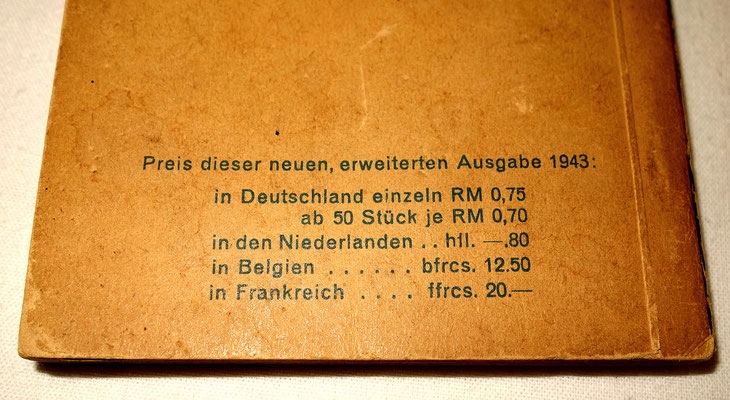 Preis dieser neuen, erweiterten Ausgabe 1943:
in Deutschland einzeln RM 0,75
ab 50 Stück je RM 0,70
in den Niederlanden . . hfl. —.80
in Belgien . . . . . . bfrcs. 12.50
in Frankreich . . . . ffrcs. 20.—